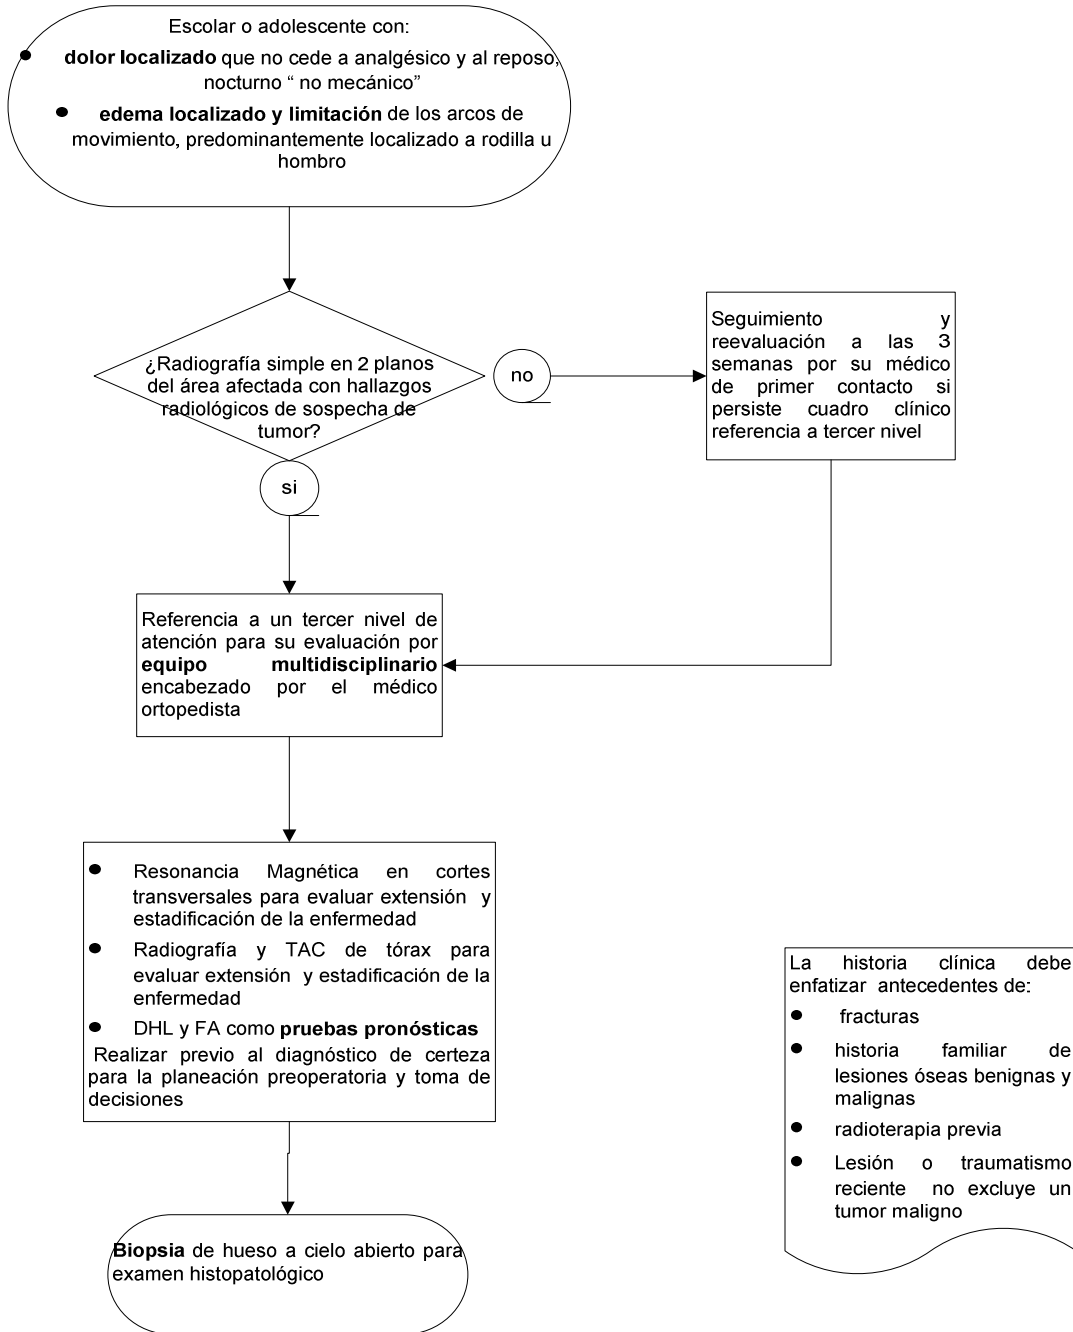 Escolar o adolescente con:
● dolor localizado que no cede a analgésico y al reposo,
nocturno “ no mecánico”
● edema localizado y limitación de los arcos de
movimiento, predominantemente localizado a rodilla u
hombro
¿Radiografía simple en 2 planos
del área afectada con hallazgos
radiológicos de sospecha de
tumor?
no
Seguimiento y
reevaluación a las 3
semanas por su médico
de primer contacto si
persiste cuadro clínico
referencia a tercer nivel
si
Referencia a un tercer nivel de
atención para su evaluación por
equipo multidisciplinario
encabezado por el médico
ortopedista
● Resonancia Magnética en cortes
transversales para evaluar extensión y
estadificación de la enfermedad
● Radiografía y TAC de tórax para
evaluar extensión y estadificación de la
enfermedad
● DHL y FA como pruebas pronósticas
Realizar previo al diagnóstico de certeza
para la planeación preoperatoria y toma de
decisiones
La historia clínica debe
enfatizar antecedentes de:
● fracturas
● historia familiar de
lesiones óseas benignas y
malignas
● radioterapia previa
● Lesión o traumatismo
reciente no excluye un
tumor maligno
Biopsia de hueso a cielo abierto para
examen histopatológico